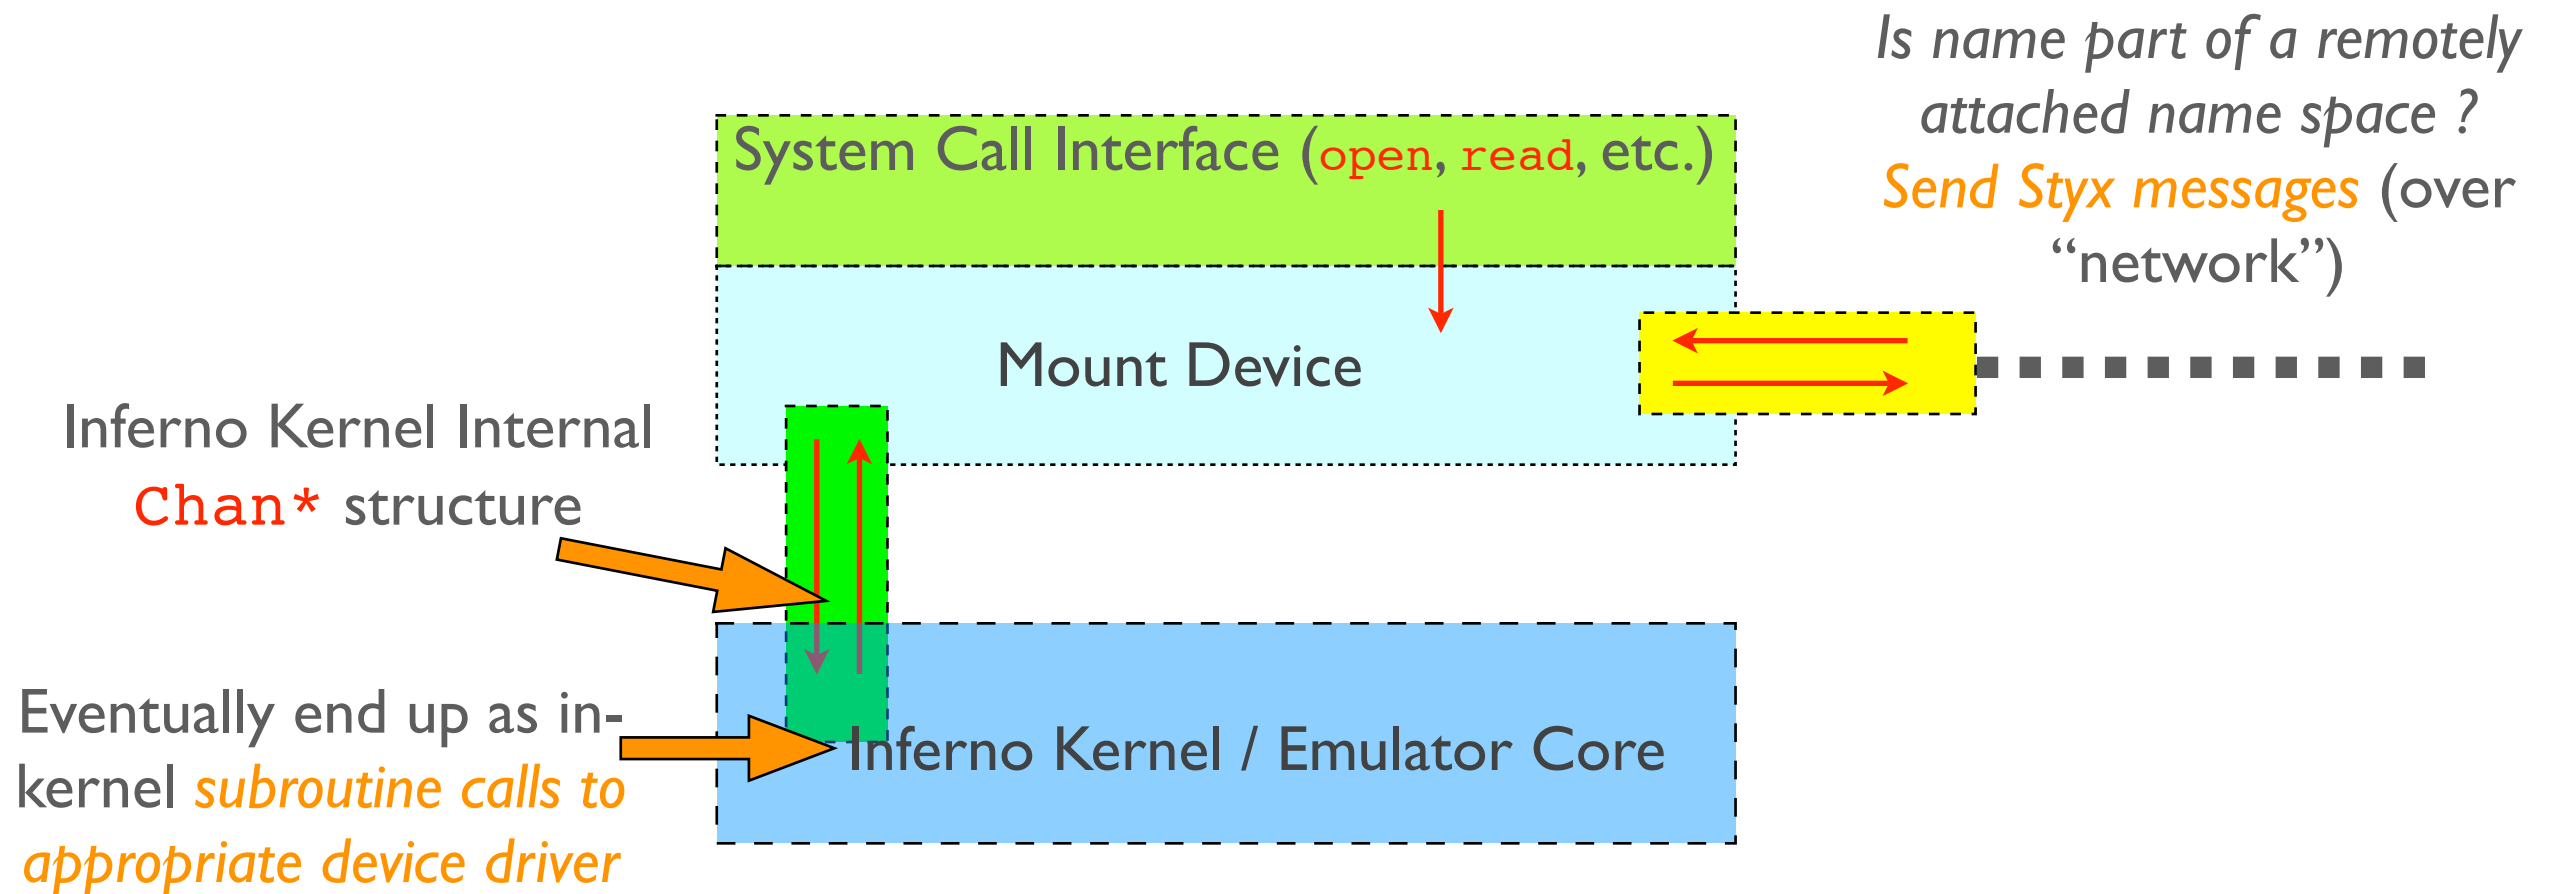 Is name part of a remotely
attached name space ?
Send Styx messages (over
“network”)
System Call Interface (open, read, etc.)
Mount Device
Inferno Kernel Internal
Chan* structure
Eventually end up as in-
kernel subroutine calls to
appropriate device driver
Inferno Kernel / Emulator Core